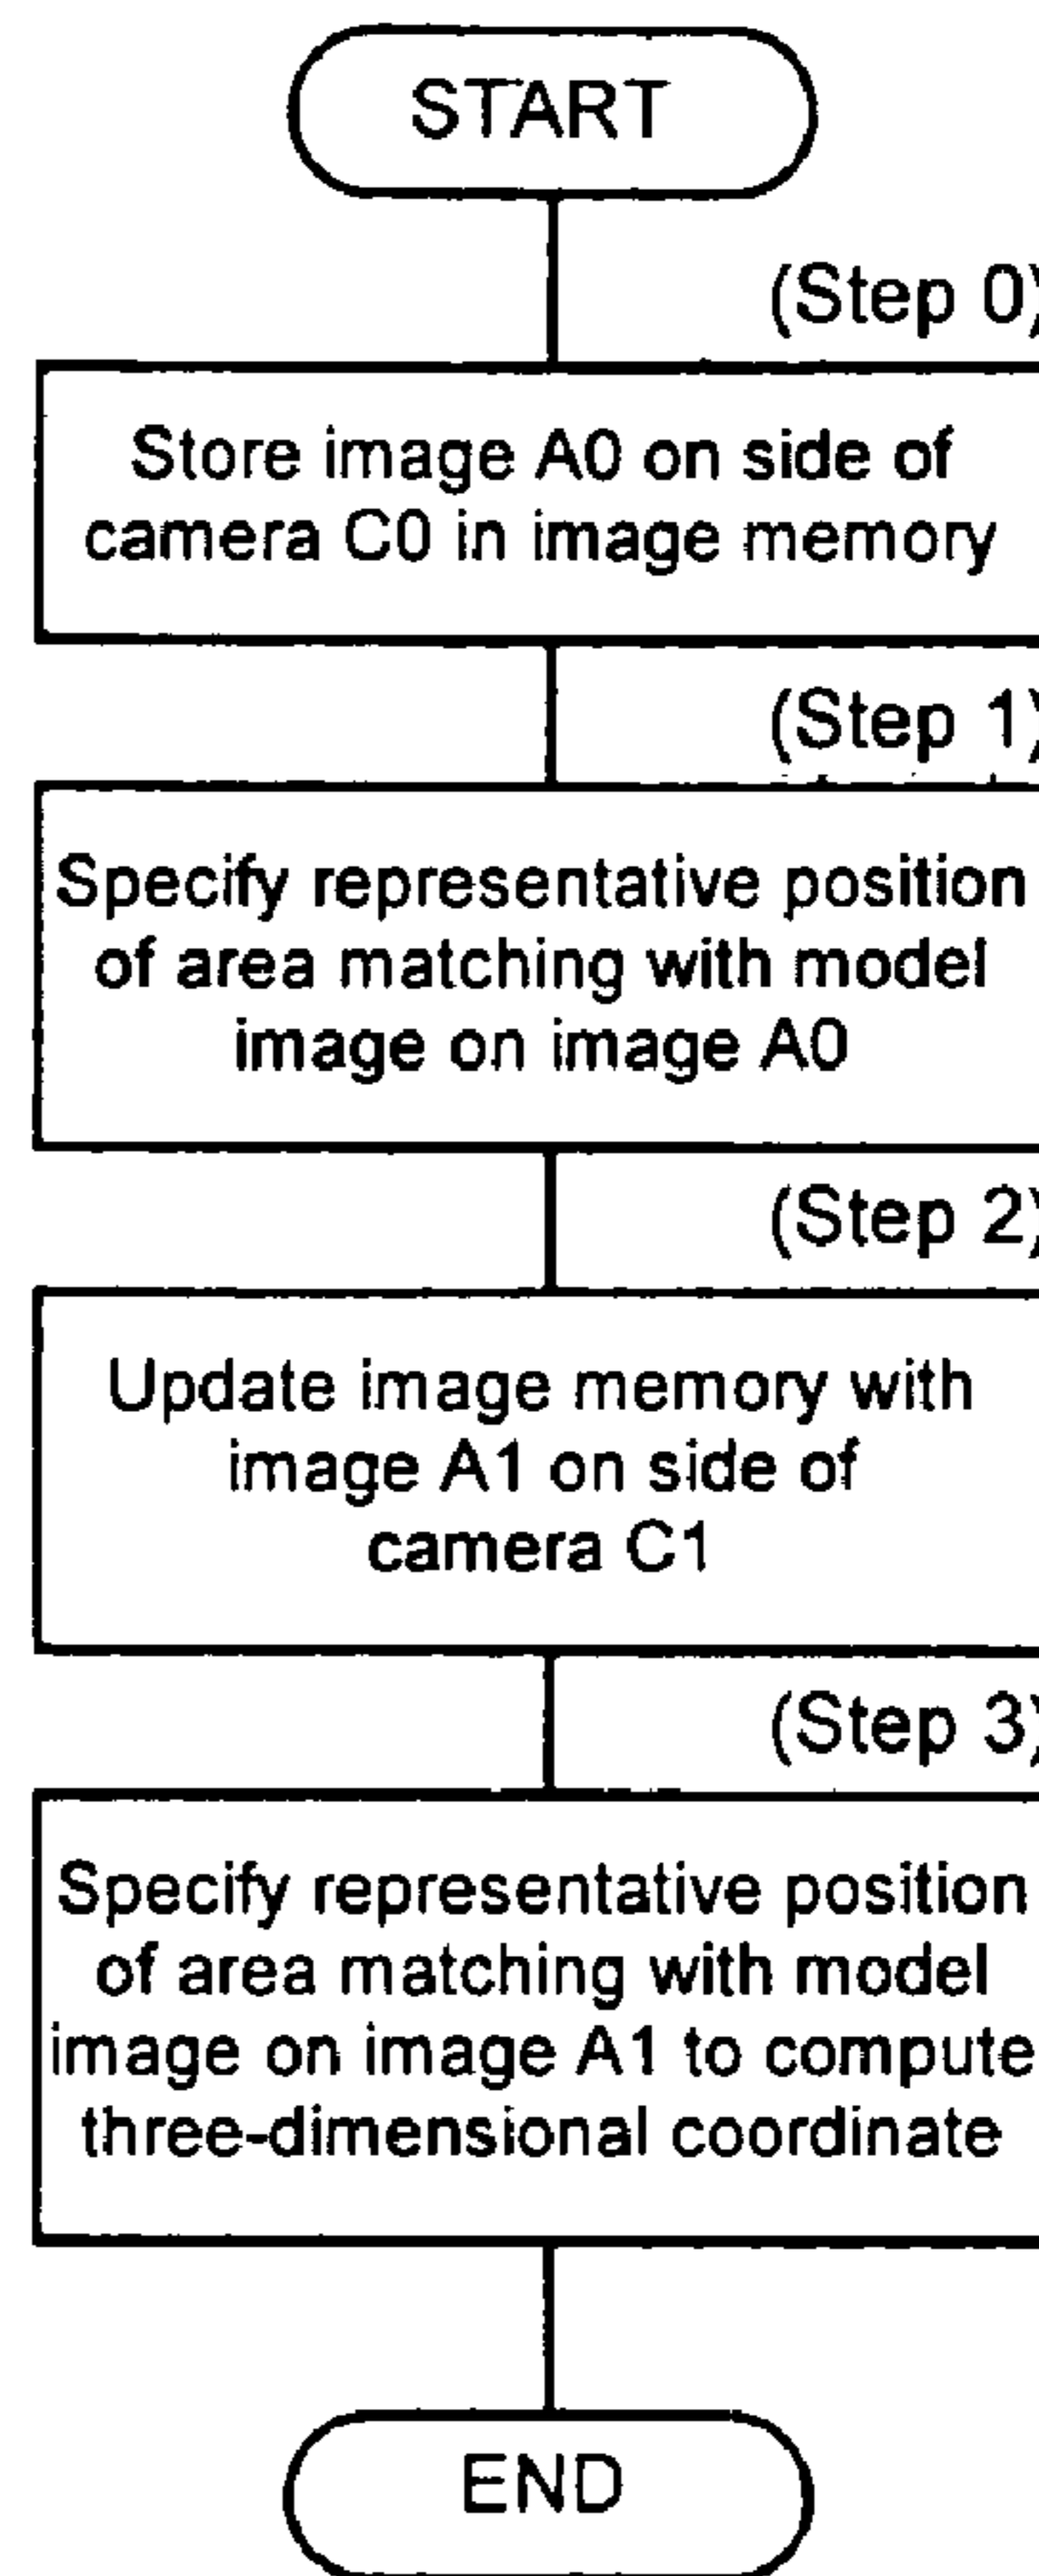 START
(Step 0)
Store image A0 on side of
camera C0 in image memory
(Step 1)
Specify representative position
of area matching with model
image on image A0
(Step 2)
Update image memory with
image A1 on side of
camera C1
(Step 3)
Specify representative position
of area matching with model
image on image A1 to compute
three-dimensional coordinate
END